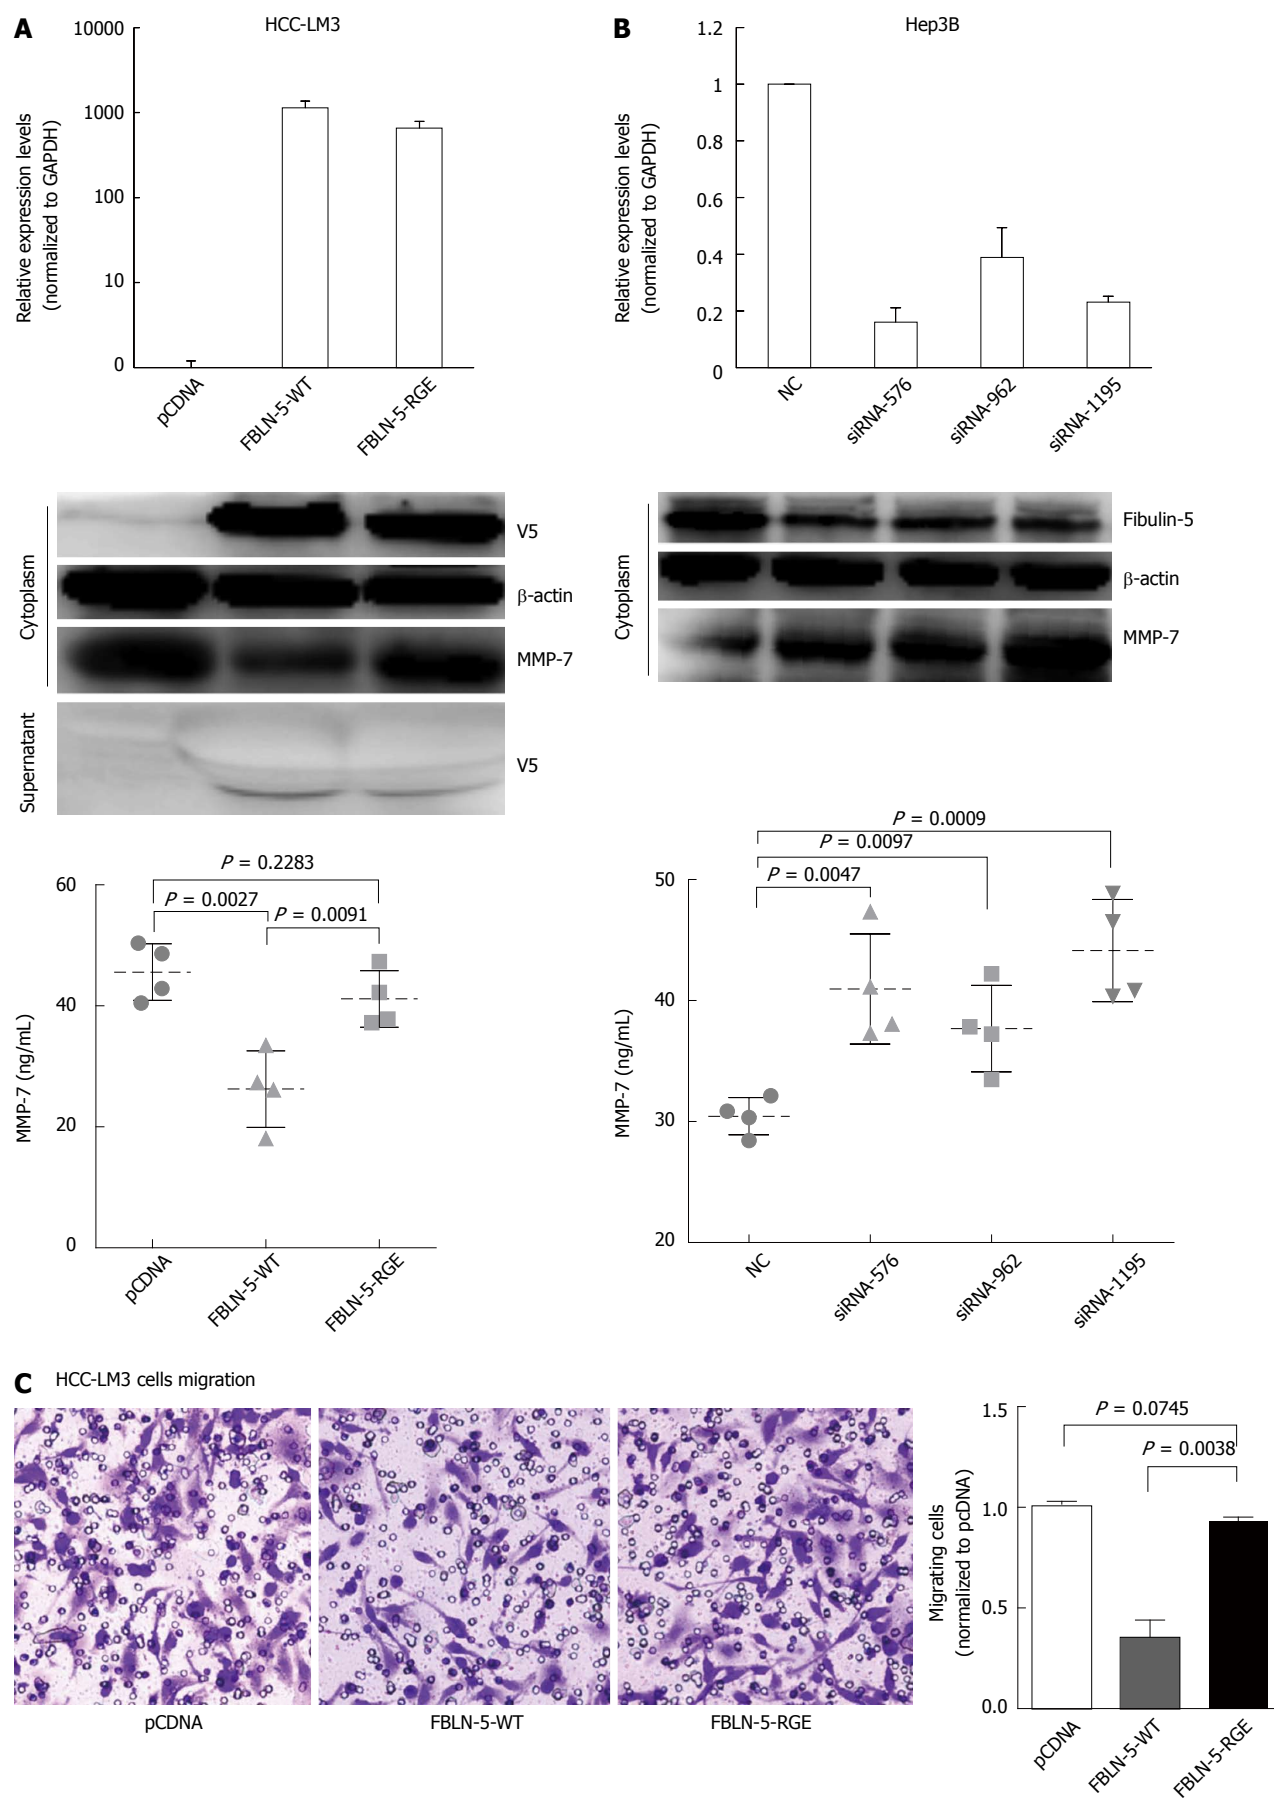 A
HCC-LM3
Relative expression levels
(normalized to GAPDH)
10000
1000
100
10
0
pCDNA
FBLN-5-WT
FBLN-5-RGE
Cytoplasm
V5
β-actin
MMP-7
Supernatant
V5
P = 0.2283
P = 0.0027
P = 0.0091
MMP-7 (ng/mL)
60
40
20
0
pCDNA
FBLN-5-WT
FBLN-5-RGE
B
Hep3B
Relative expression levels
(normalized to GAPDH)
1.2
1
0.8
0.6
0.4
0.2
0
NC
siRNA-576
siRNA-962
siRNA-1195
Cytoplasm
Fibulin-5
β-actin
MMP-7
P = 0.0009
P = 0.0097
P = 0.0047
MMP-7 (ng/mL)
50
40
30
20
NC
siRNA-576
siRNA-962
siRNA-1195
C
HCC-LM3 cells migration
pCDNA
FBLN-5-WT
FBLN-5-RGE
Migrating cells
(normalized to pcDNA)
1.5
1.0
0.5
0.0
P = 0.0745
P = 0.0038
pCDNA
FBLN-5-WT
FBLN-5-RGE